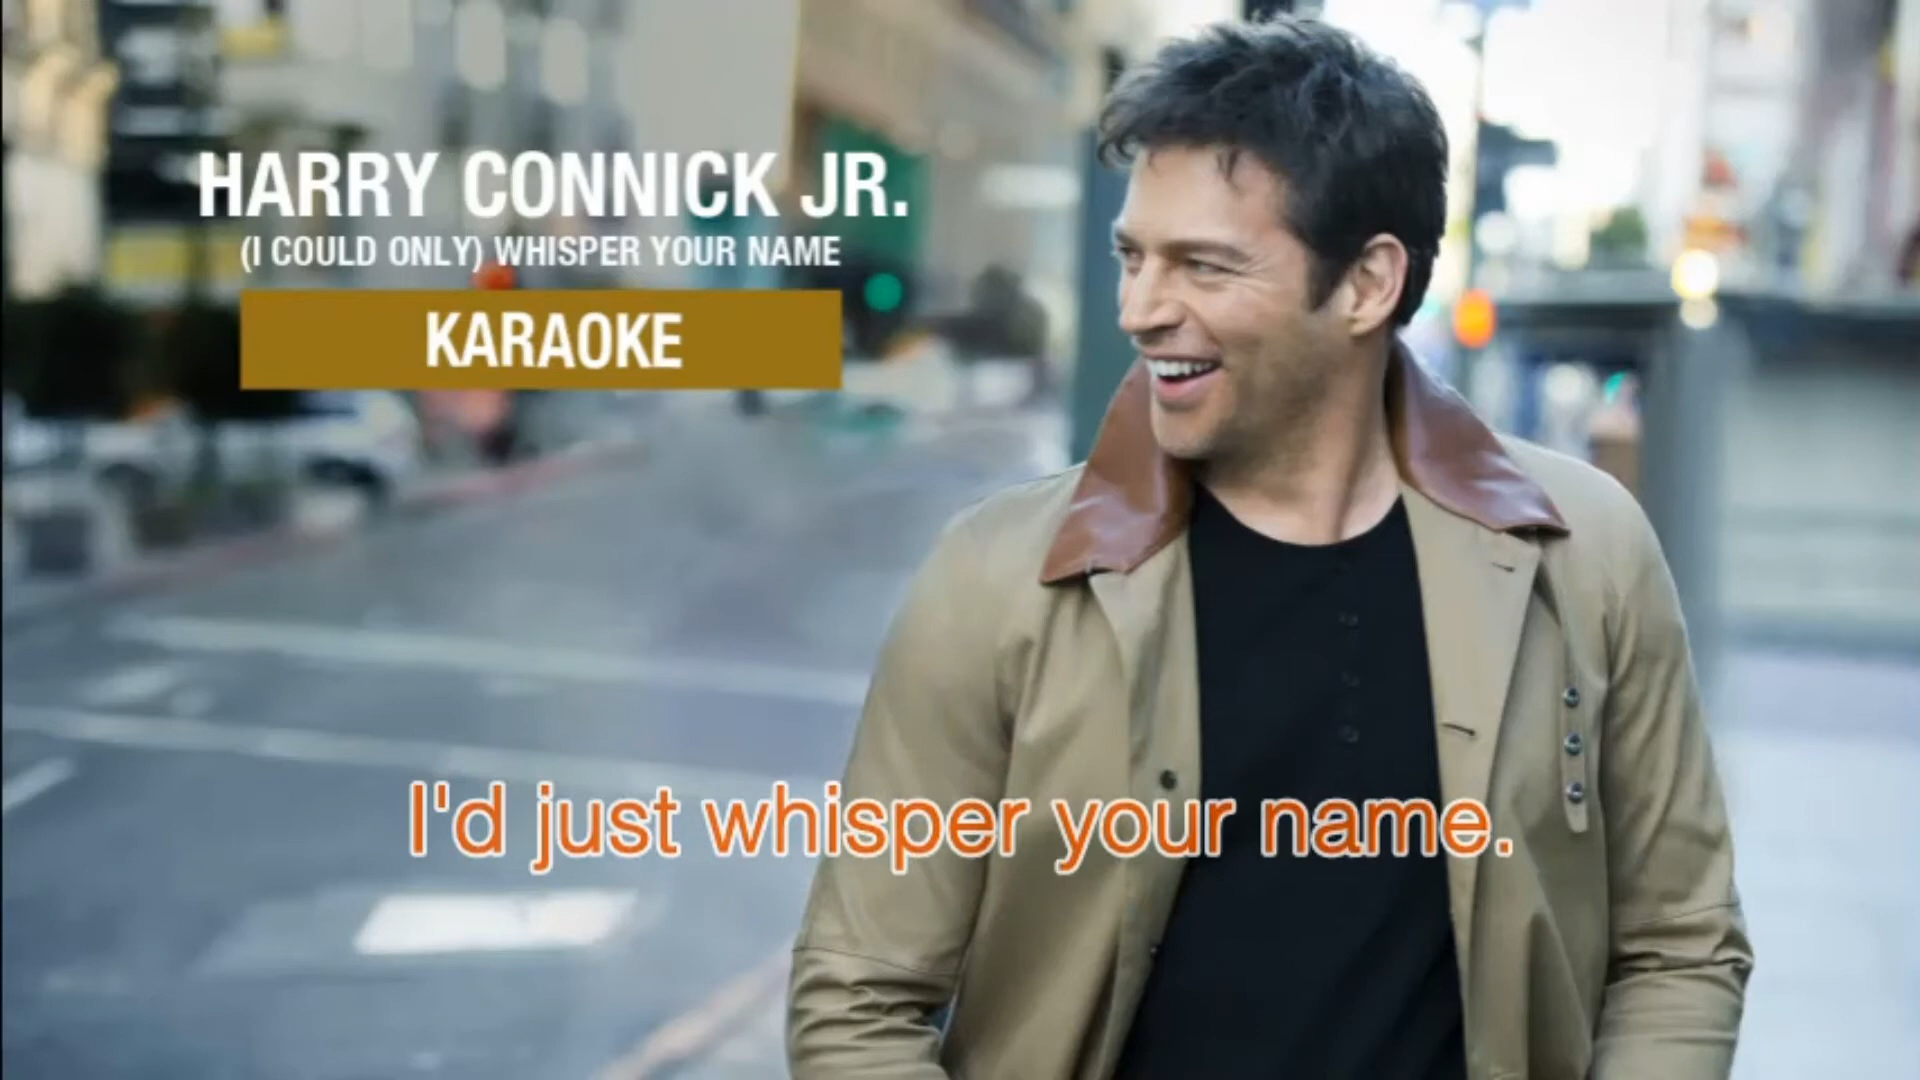 HARRY CONNICK JR.
(I COULD ONLY) WHISPER YOUR NAME
KARAOKE
I'd just whisper your name.